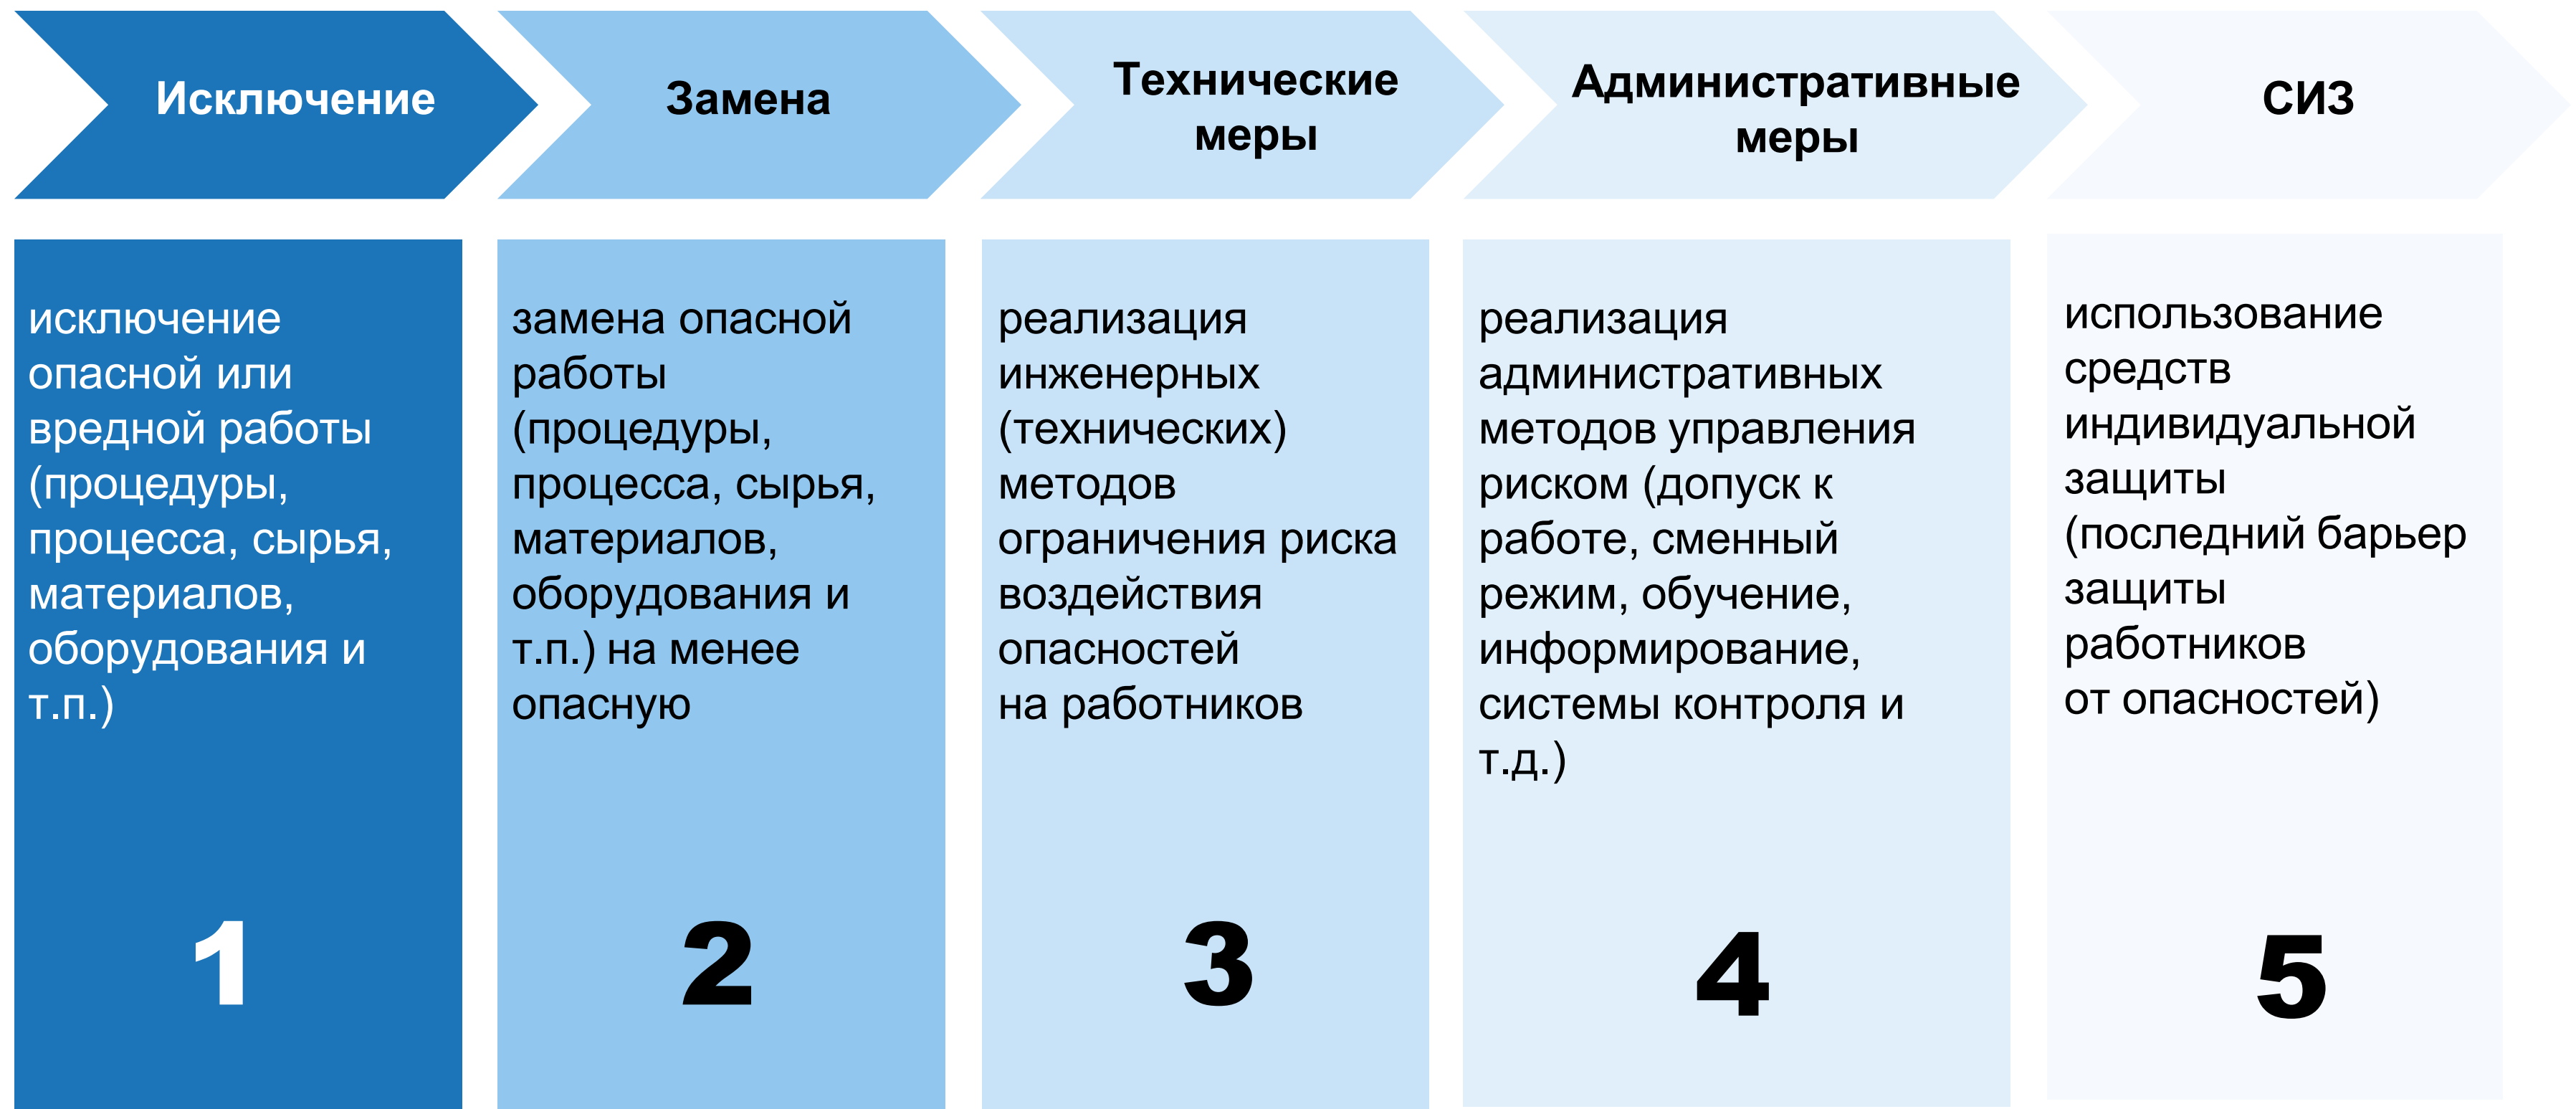 Исключение
Замена
Технические
меры
Административные
меры
СИЗ
исключение
опасной или
вредной работы
(процедуры,
процесса, сырья,
материалов,
оборудования и
т.п.)
1
замена опасной
работы
(процедуры,
процесса, сырья,
материалов,
оборудования и
т.п.) на менее
опасную
2
реализация
инженерных
(технических)
методов
ограничения риска
воздействия
опасностей
на работников
3
реализация
административных
методов управления
риском (допуск к
работе, сменный
режим, обучение,
информирование,
системы контроля и
т.д.)
4
использование
средств
индивидуальной
защиты
(последний барьер
защиты
работников
от опасностей)
5